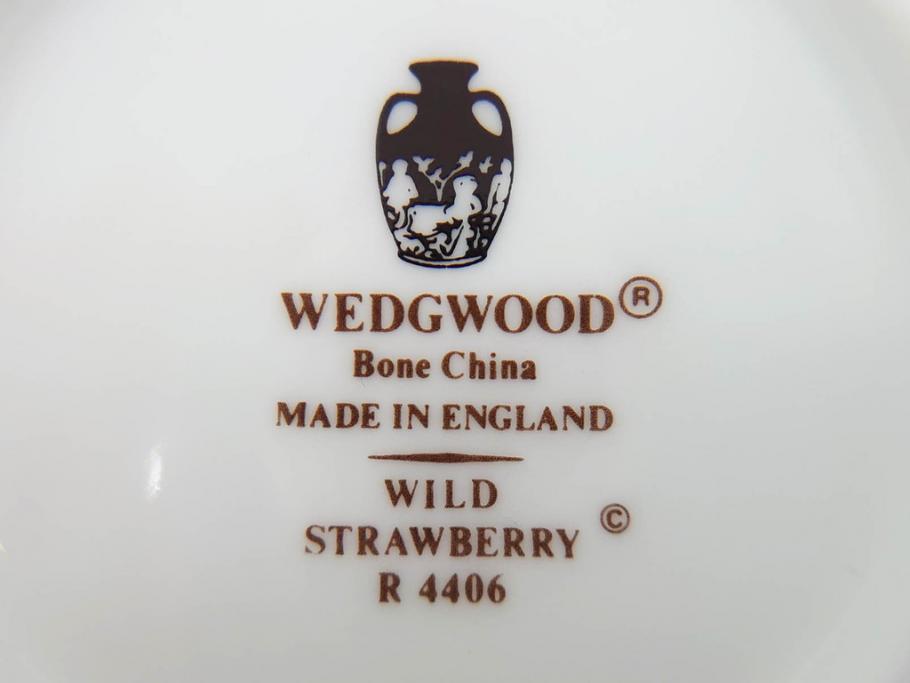 WEDGWOOD®
Bone China
MADE IN ENGLAND
WILD
STRAWBERRY ©
R 4406